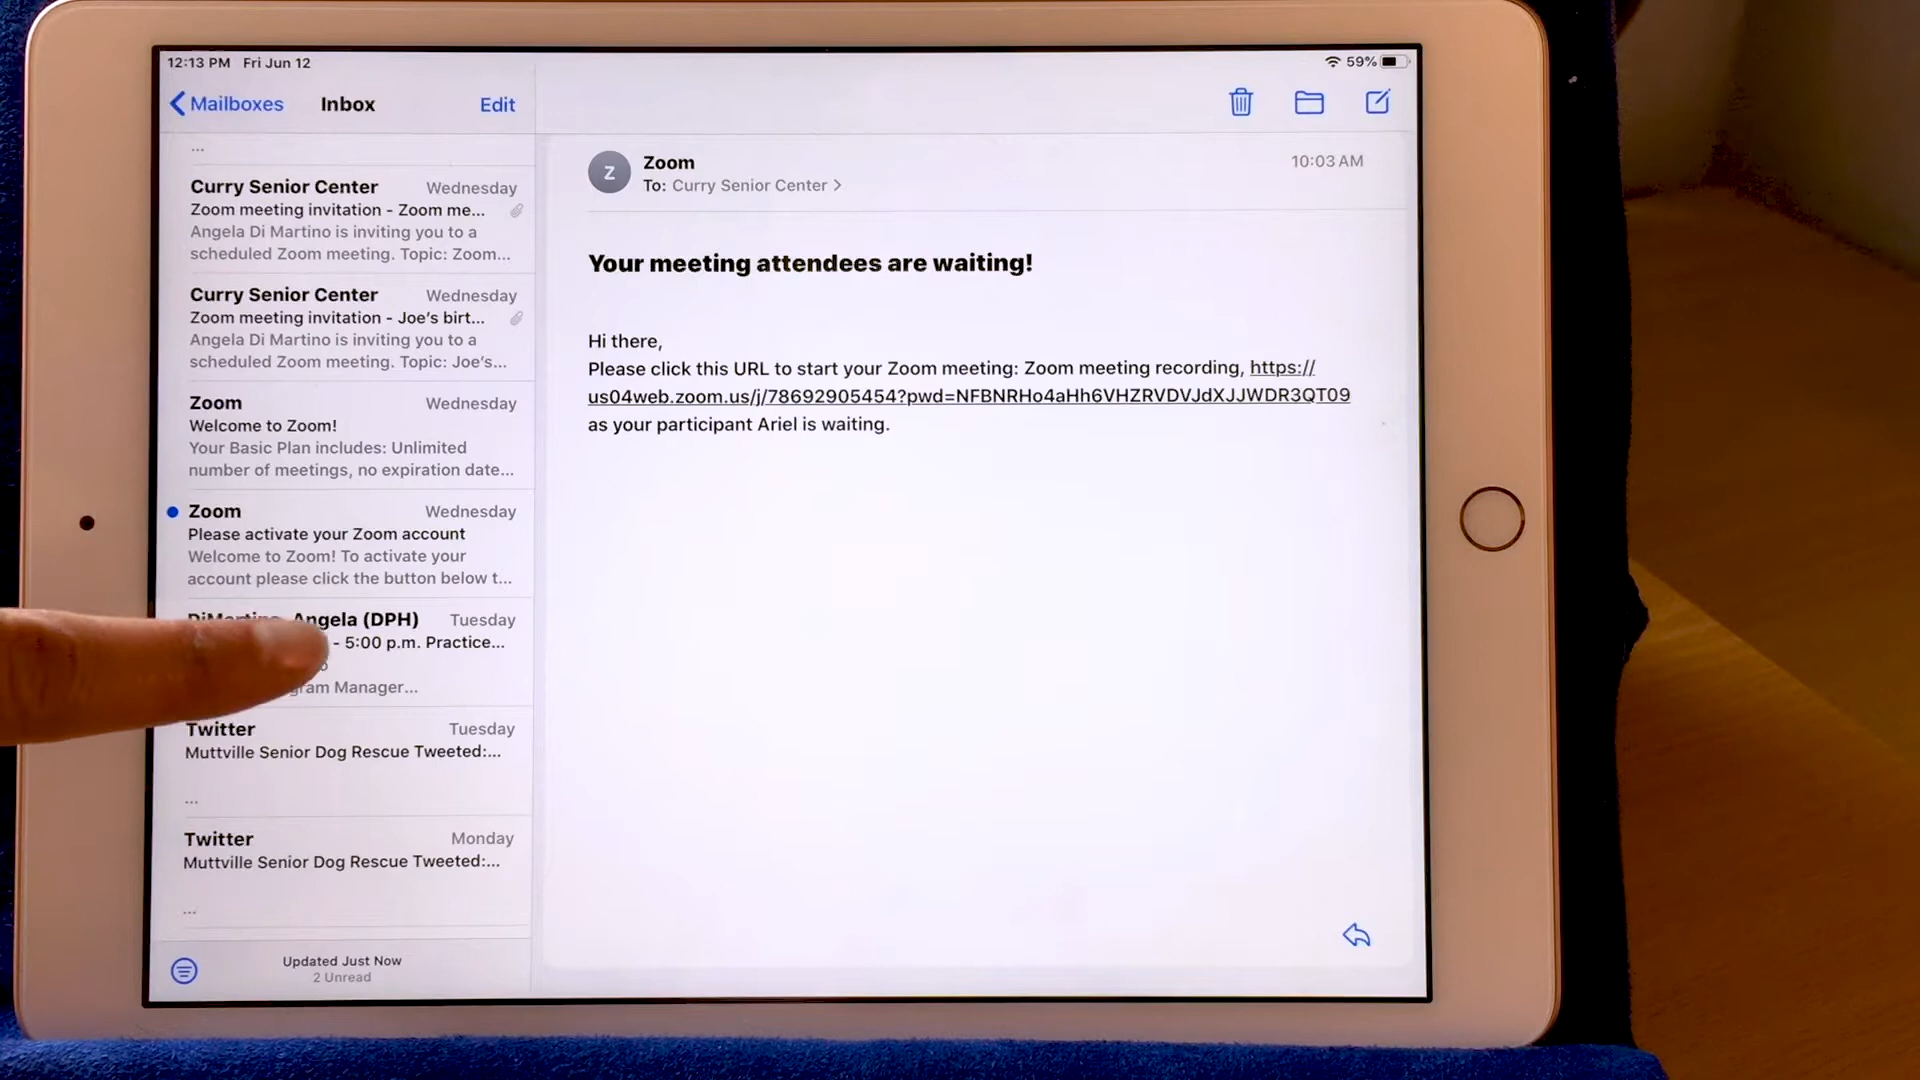 12:13 PM Fri Jun 12
59%
Mailboxes
Inbox
Edit
...
Curry Senior Center Wednesday
Zoom meeting invitation - Zoom me...
Angela Di Martino is inviting you to a
scheduled Zoom meeting. Topic: Zoom...
Curry Senior Center Wednesday
Zoom meeting invitation - Joe's birt...
Angela Di Martino is inviting you to a
scheduled Zoom meeting. Topic: Joe's...
Zoom Wednesday
Welcome to Zoom!
Your Basic Plan includes: Unlimited
number of meetings, no expiration date...
Zoom Wednesday
Please activate your Zoom account
Welcome to Zoom! To activate your
account please click the button below t...
DiMartino, Angela (DPH) Tuesday
- 5:00 p.m. Practice...
Manager...
Twitter Tuesday
Muttville Senior Dog Rescue Tweeted:...
...
Twitter Monday
Muttville Senior Dog Rescue Tweeted:...
...
Updated Just Now
2 Unread
Z
Zoom
10:03 AM
To: Curry Senior Center >
Your meeting attendees are waiting!
Hi there,
Please click this URL to start your Zoom meeting: Zoom meeting recording, https://
us04web.zoom.us/j/78692905454?pwd=NFBNRHo4aHh6VHZRVDVJdXJJWDR3QT09
as your participant Ariel is waiting.